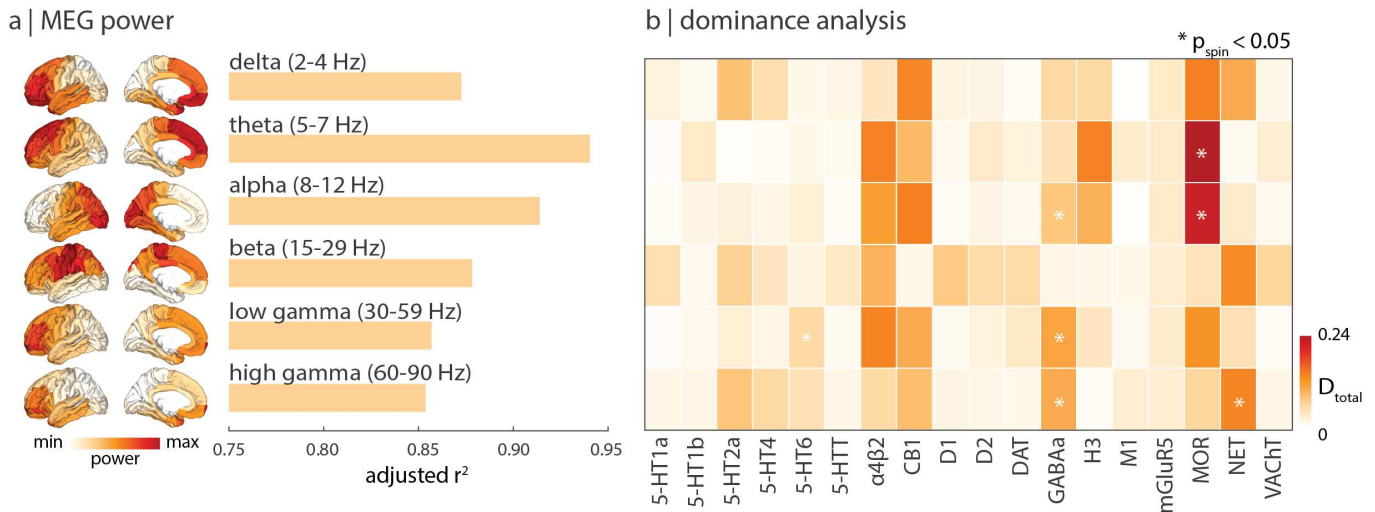 a | MEG power
delta (2-4 Hz)
theta (5-7 Hz)
alpha (8-12 Hz)
beta (15-29 Hz)
low gamma (30-59 Hz)
high gamma (60-90 Hz)
min max
power
0.75 0.80 0.85 0.90 0.95
adjusted r²
b | dominance analysis
* pspin < 0.05
*
*
*
*
*
*
*
0.24
Dtotal
0
5-HT1a
5-HT1b
5-HT2a
5-HT4
5-HT6
5-HTT
α4β2
CB1
D1
D2
DAT
GABAa
H3
M1
mGluR5
MOR
NET
VAChT